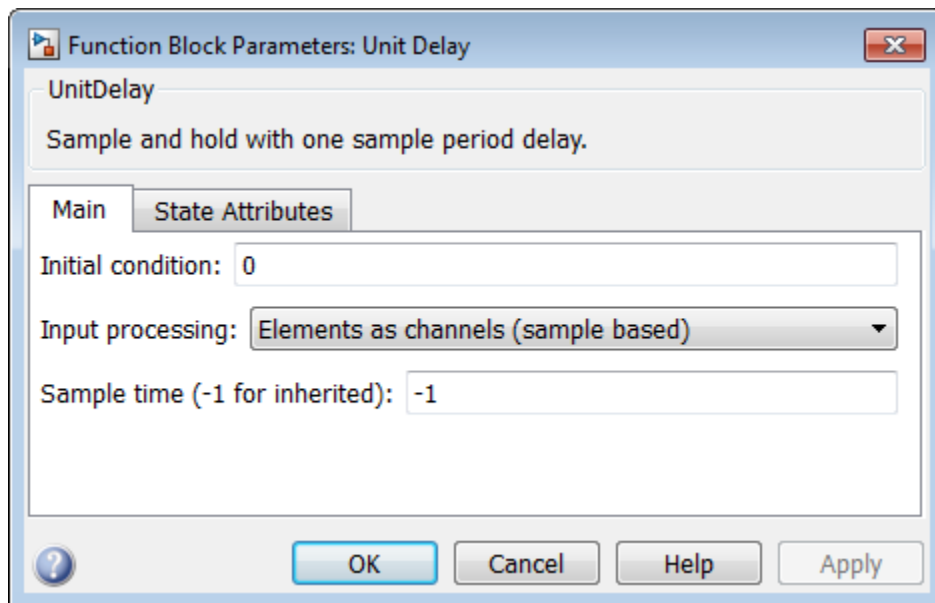 Function Block Parameters: Unit Delay
UnitDelay
Sample and hold with one sample period delay.
Main State Attributes
Initial condition: 0
Input processing: Elements as channels (sample based)
Sample time (-1 for inherited): -1
? OK Cancel Help Apply